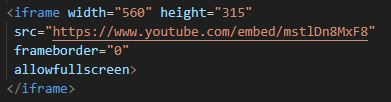 <iframe width="560" height="315"
src="https://www.youtube.com/embed/mstlDn8MxF8"
frameborder="0"
allowfullscreen>
</iframe>